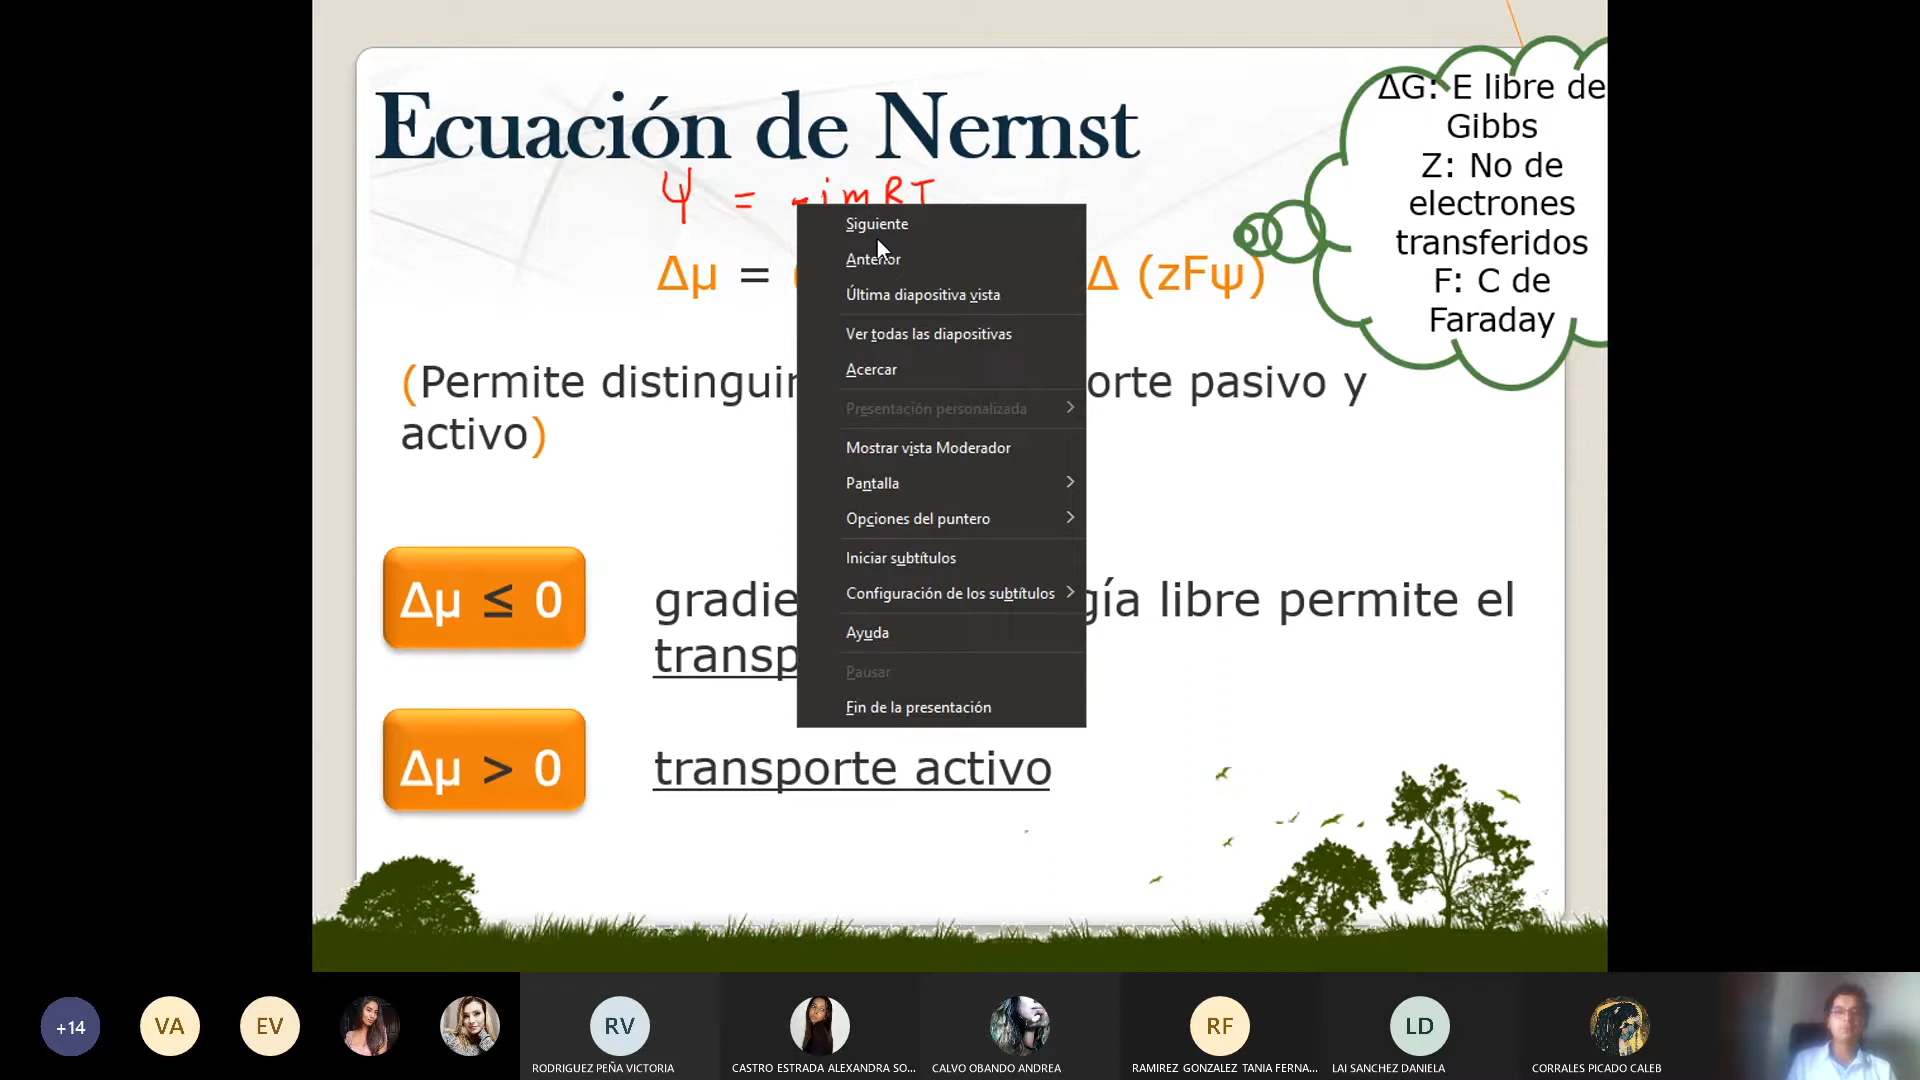 Ecuación de Nernst
Ψ = -imRT
Δμ = Δ (zFψ)
ΔG: E libre de
Gibbs
Z: No de
electrones
transferidos
F: C de
Faraday
(Permite distinguir orte pasivo y
activo)
Δμ ≤ 0
gradie gía libre permite el
transp
Δμ > 0
transporte activo
Siguiente
Anterior
Última diapositiva vista
Ver todas las diapositivas
Acercar
Presentación personalizada
Mostrar vista Moderador
Pantalla
Opciones del puntero
Iniciar subtítulos
Configuración de los subtítulos
Ayuda
Pausar
Fin de la presentación
+14
VA
EV
RV
RODRIGUEZ PEÑA VICTORIA
CASTRO ESTRADA ALEXANDRA SO...
CALVO OBANDO ANDREA
RF
RAMIREZ GONZALEZ TANIA FERNA...
LD
LAI SANCHEZ DANIELA
CORRALES PICADO CALEB